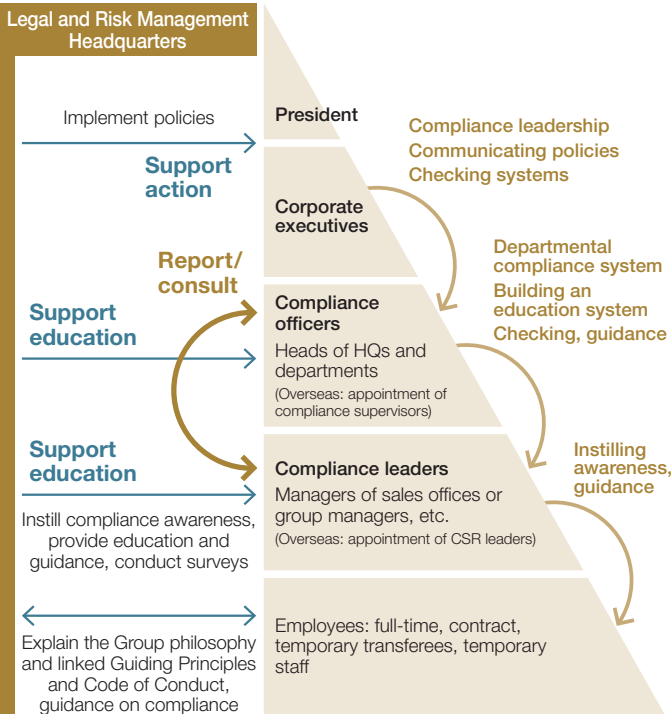 Legal and Risk Management
Headquarters
Implement policies
Support
action
Report/
consult
Support
education
Support
education
Instill compliance awareness,
provide education and
guidance, conduct surveys
Explain the Group philosophy
and linked Guiding Principles
and Code of Conduct,
guidance on compliance
President
Corporate
executives
Compliance
officers
Heads of HQs and
departments
(Overseas: appointment of
compliance supervisors)
Compliance leaders
Managers of sales offices or
group managers, etc.
(Overseas: appointment of CSR leaders)
Employees: full-time, contract,
temporary transferees, temporary
staff
Compliance leadership
Communicating policies
Checking systems
Departmental
compliance system
Building an
education system
Checking, guidance
Instilling
awareness,
guidance